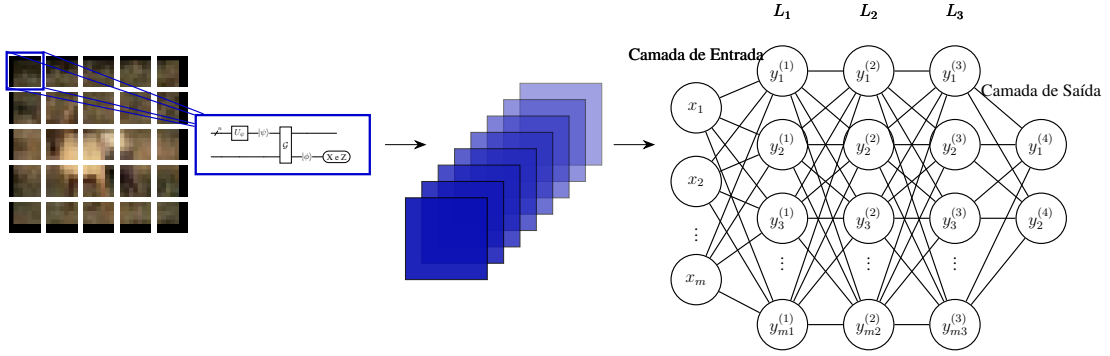 L₁ L₂ L₃
Camada de Entrada
Camada de Saída
n U_ψ |ψ⟩ 𝒢 |ϕ⟩ X e Z
x₁
x₂
⋮
xₘ
y₁⁽¹⁾
y₂⁽¹⁾
y₃⁽¹⁾
⋮
yₘ₁⁽¹⁾
y₁⁽²⁾
y₂⁽²⁾
y₃⁽²⁾
⋮
yₘ₂⁽²⁾
y₁⁽³⁾
y₂⁽³⁾
y₃⁽³⁾
⋮
yₘ₃⁽³⁾
y₁⁽⁴⁾
y₂⁽⁴⁾